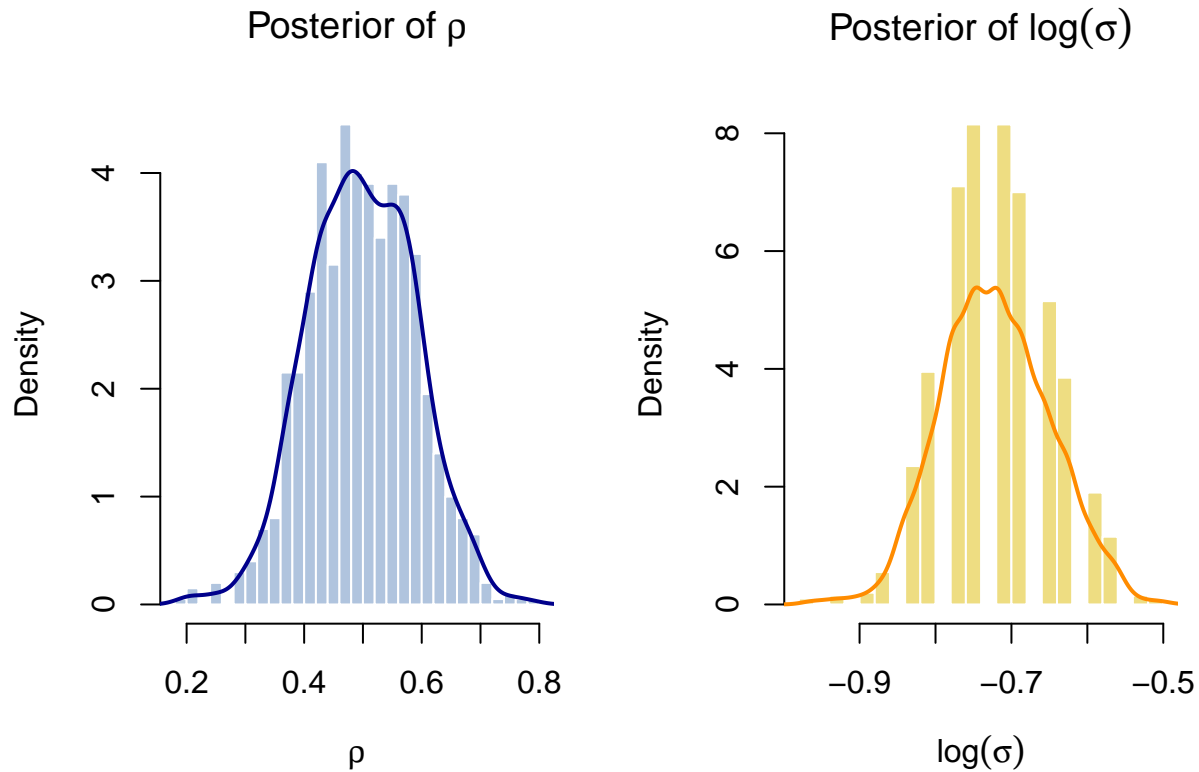 Posterior of ρ
Density
0
1
2
3
4
0.2
0.4
0.6
0.8
ρ
Posterior of log(σ)
Density
0
2
4
6
8
−0.9
−0.7
−0.5
log(σ)